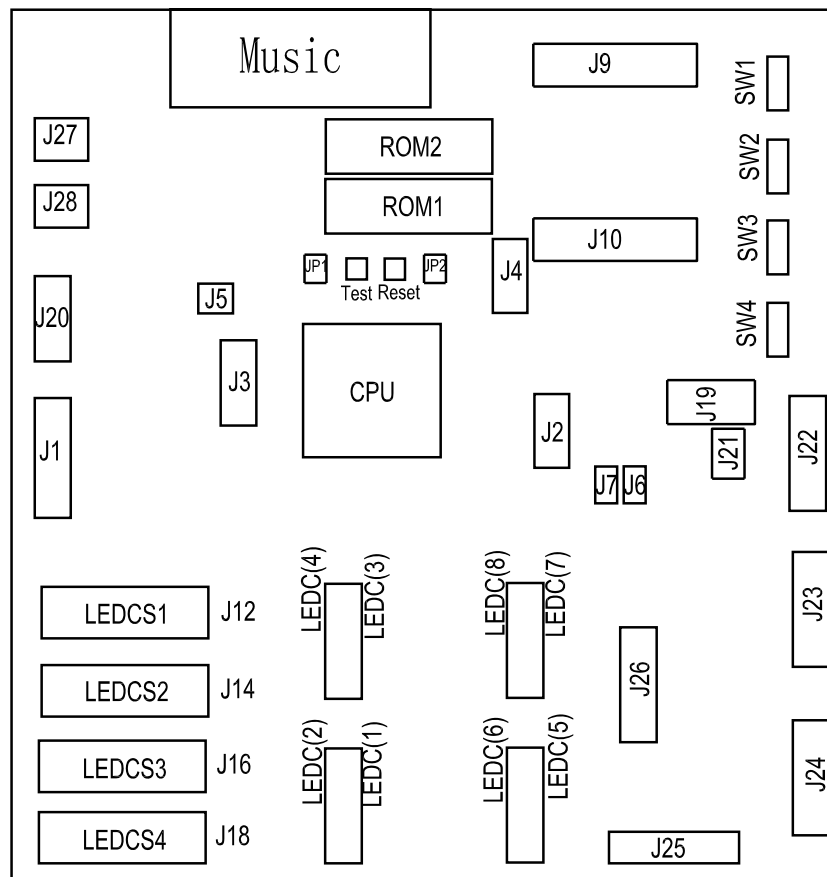 Music
J9
SW1
J27
ROM2
SW2
J28
ROM1
J10
SW3
JP1
Test
Reset
JP2
J4
J5
J20
SW4
J3
CPU
J19
J2
J21
J22
J1
J7
J6
LEDC(4)
LEDC(3)
LEDC(8)
LEDC(7)
J23
LEDCS1
J12
LEDCS2
J14
J26
LEDC(2)
LEDC(1)
LEDC(6)
LEDC(5)
LEDCS3
J16
J24
LEDCS4
J18
J25